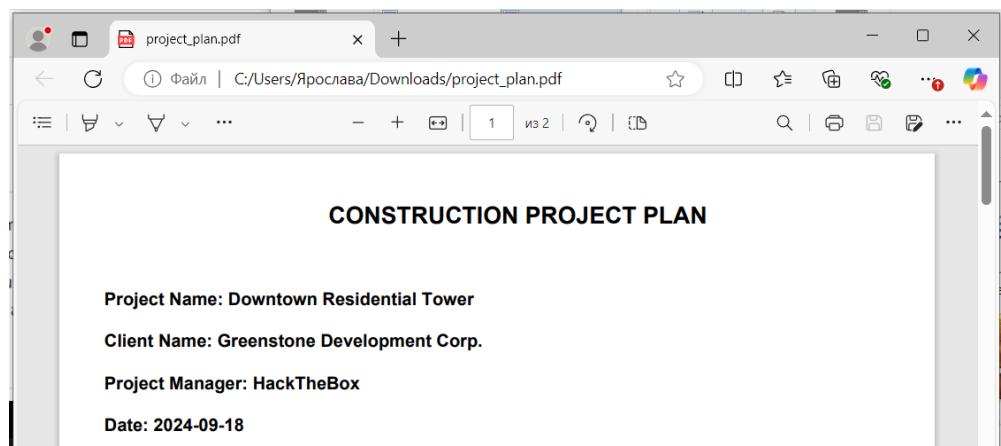 project_plan.pdf
Файл | C:/Users/Ярослава/Downloads/project_plan.pdf
1 из 2
CONSTRUCTION PROJECT PLAN
Project Name: Downtown Residential Tower
Client Name: Greenstone Development Corp.
Project Manager: HackTheBox
Date: 2024-09-18